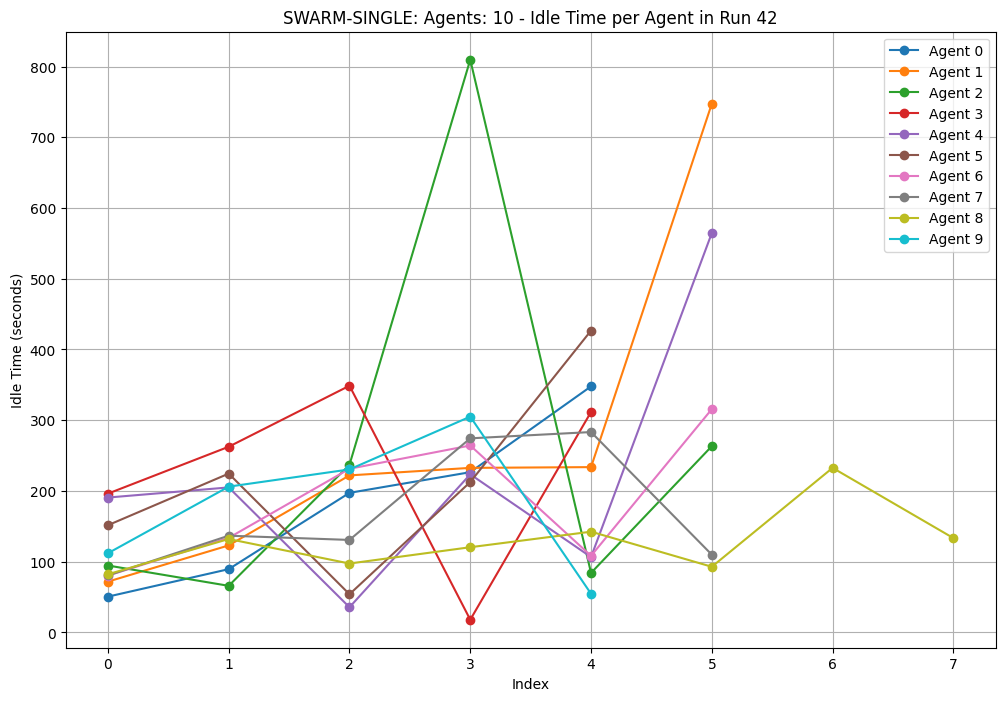 SWARM-SINGLE: Agents: 10 - Idle Time per Agent in Run 42
Idle Time (seconds)
800
700
600
500
400
300
200
100
0
0 1 2 3 4 5 6 7
Index
Agent 0
Agent 1
Agent 2
Agent 3
Agent 4
Agent 5
Agent 6
Agent 7
Agent 8
Agent 9